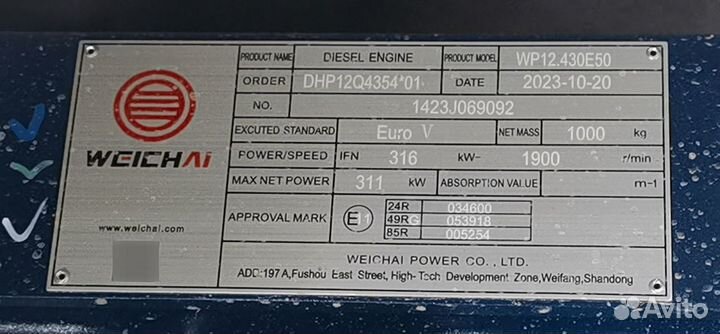 PRODUCT NAME DIESEL ENGINE PRODUCT MODEL WP12.430E50
ORDER DHP12Q4354*01 DATE 2023-10-20
NO. 1423J069092
EXCUTED STANDARD Euro V NET MASS 1000 kg
POWER/SPEED IFN 316 kW- 1900 r/min
MAX NET POWER 311 kW ABSORPTION VALUE m-1
APPROVAL MARK E1 24R 034600
49RG 053918
85R 005254
WEICHAI
www.weichai.com
WEICHAI POWER CO., LTD.
ADD:197 A,Fushou East Street, High-Tech Development Zone,Weifang,Shandong
Avito